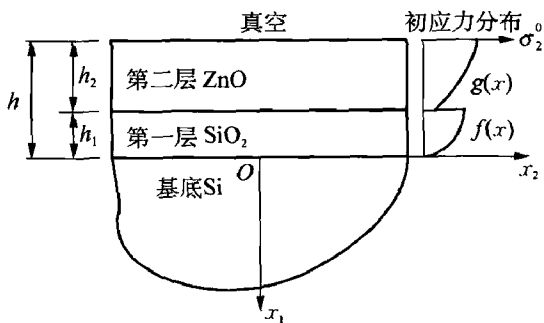 真空
初应力分布
σ₂⁰
h
h₂
第二层 ZnO
g(x)
h₁
第一层 SiO₂
f(x)
O
x₂
基底Si
x₁